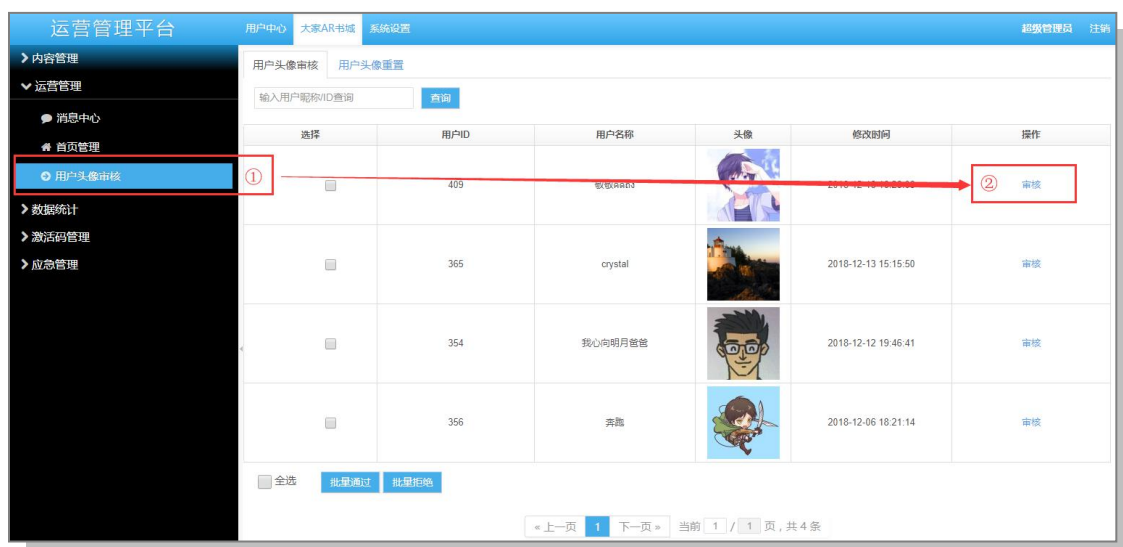 运营管理平台 用户中心 大家AR书城 系统设置 超级管理员 注销
内容管理
用户头像审核 用户头像重置
运营管理
输入用户昵称/ID查询 查询
消息中心
选择 用户ID 用户名称 头像 修改时间 操作
首页管理
用户头像审核 ① 409 ② 审核
数据统计
激活码管理
应急管理
365 crystal 2018-12-13 15:15:50 审核
354 我心向明月爸爸 2018-12-12 19:46:41 审核
356 奔跑 2018-12-06 18:21:14 审核
全选 批量通过 批量拒绝
«上一页 1 下一页» 当前 1 / 1 页,共4条